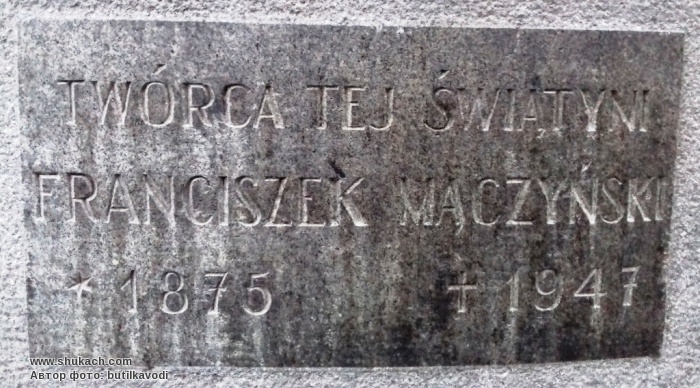 TWÓRCA TEJ ŚWIĄTYNI
FRANCISZEK MĄCZYŃSKI
* 1875 + 1947
www.shukach.com
Автор фото: butilkavodi